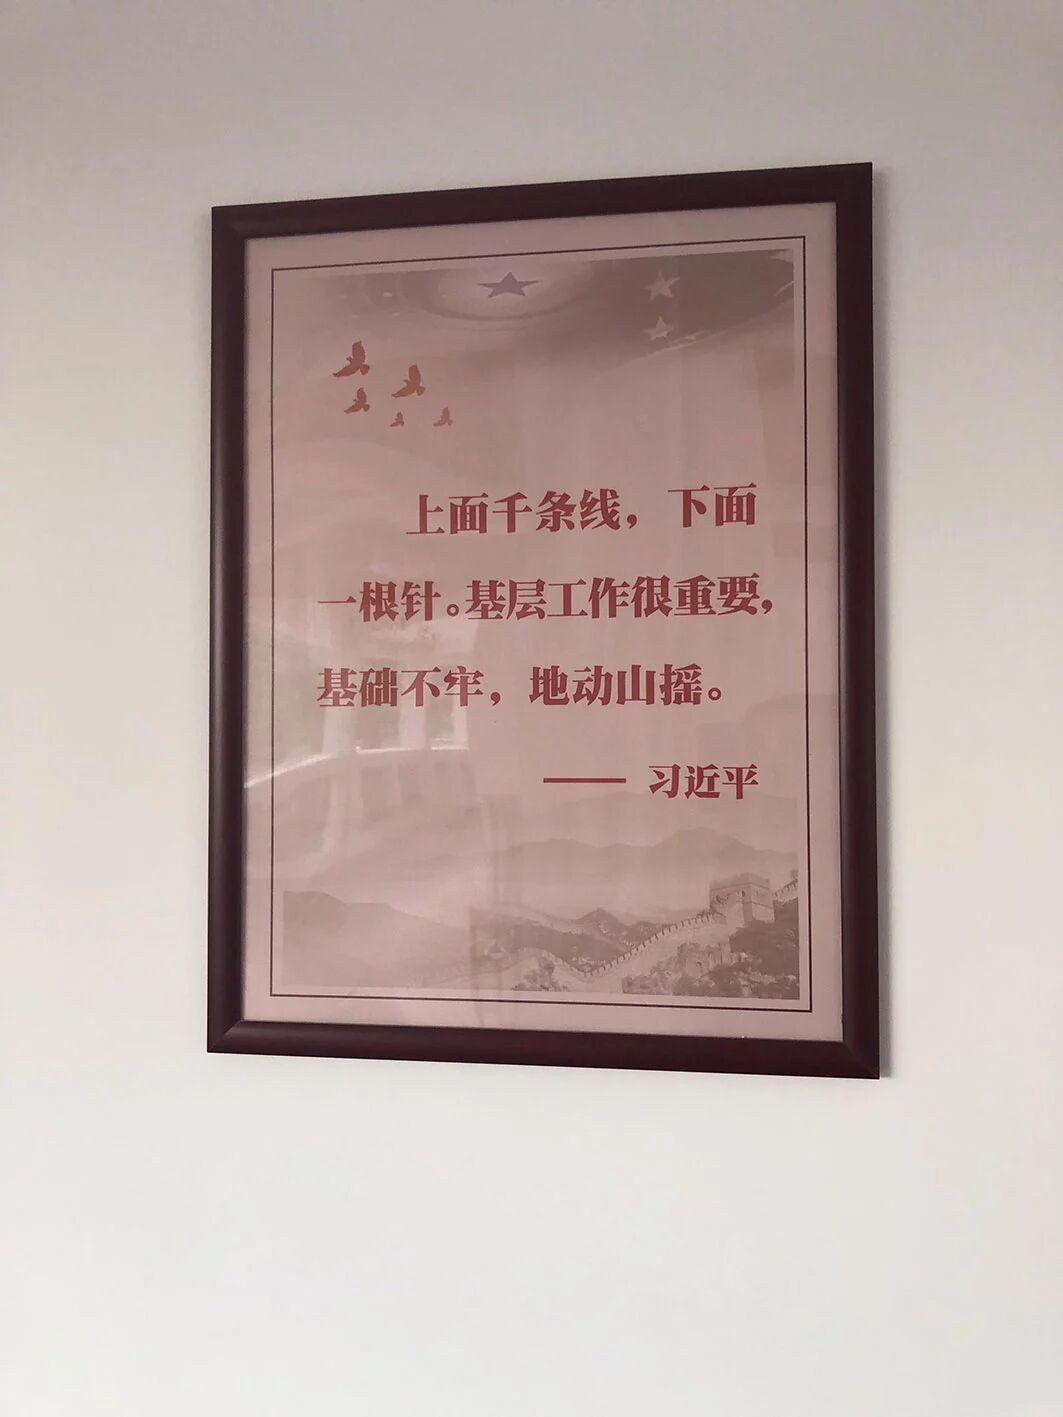 上面千条线，下面
一根针。基层工作很重要，
基础不牢，地动山摇。
—— 习近平